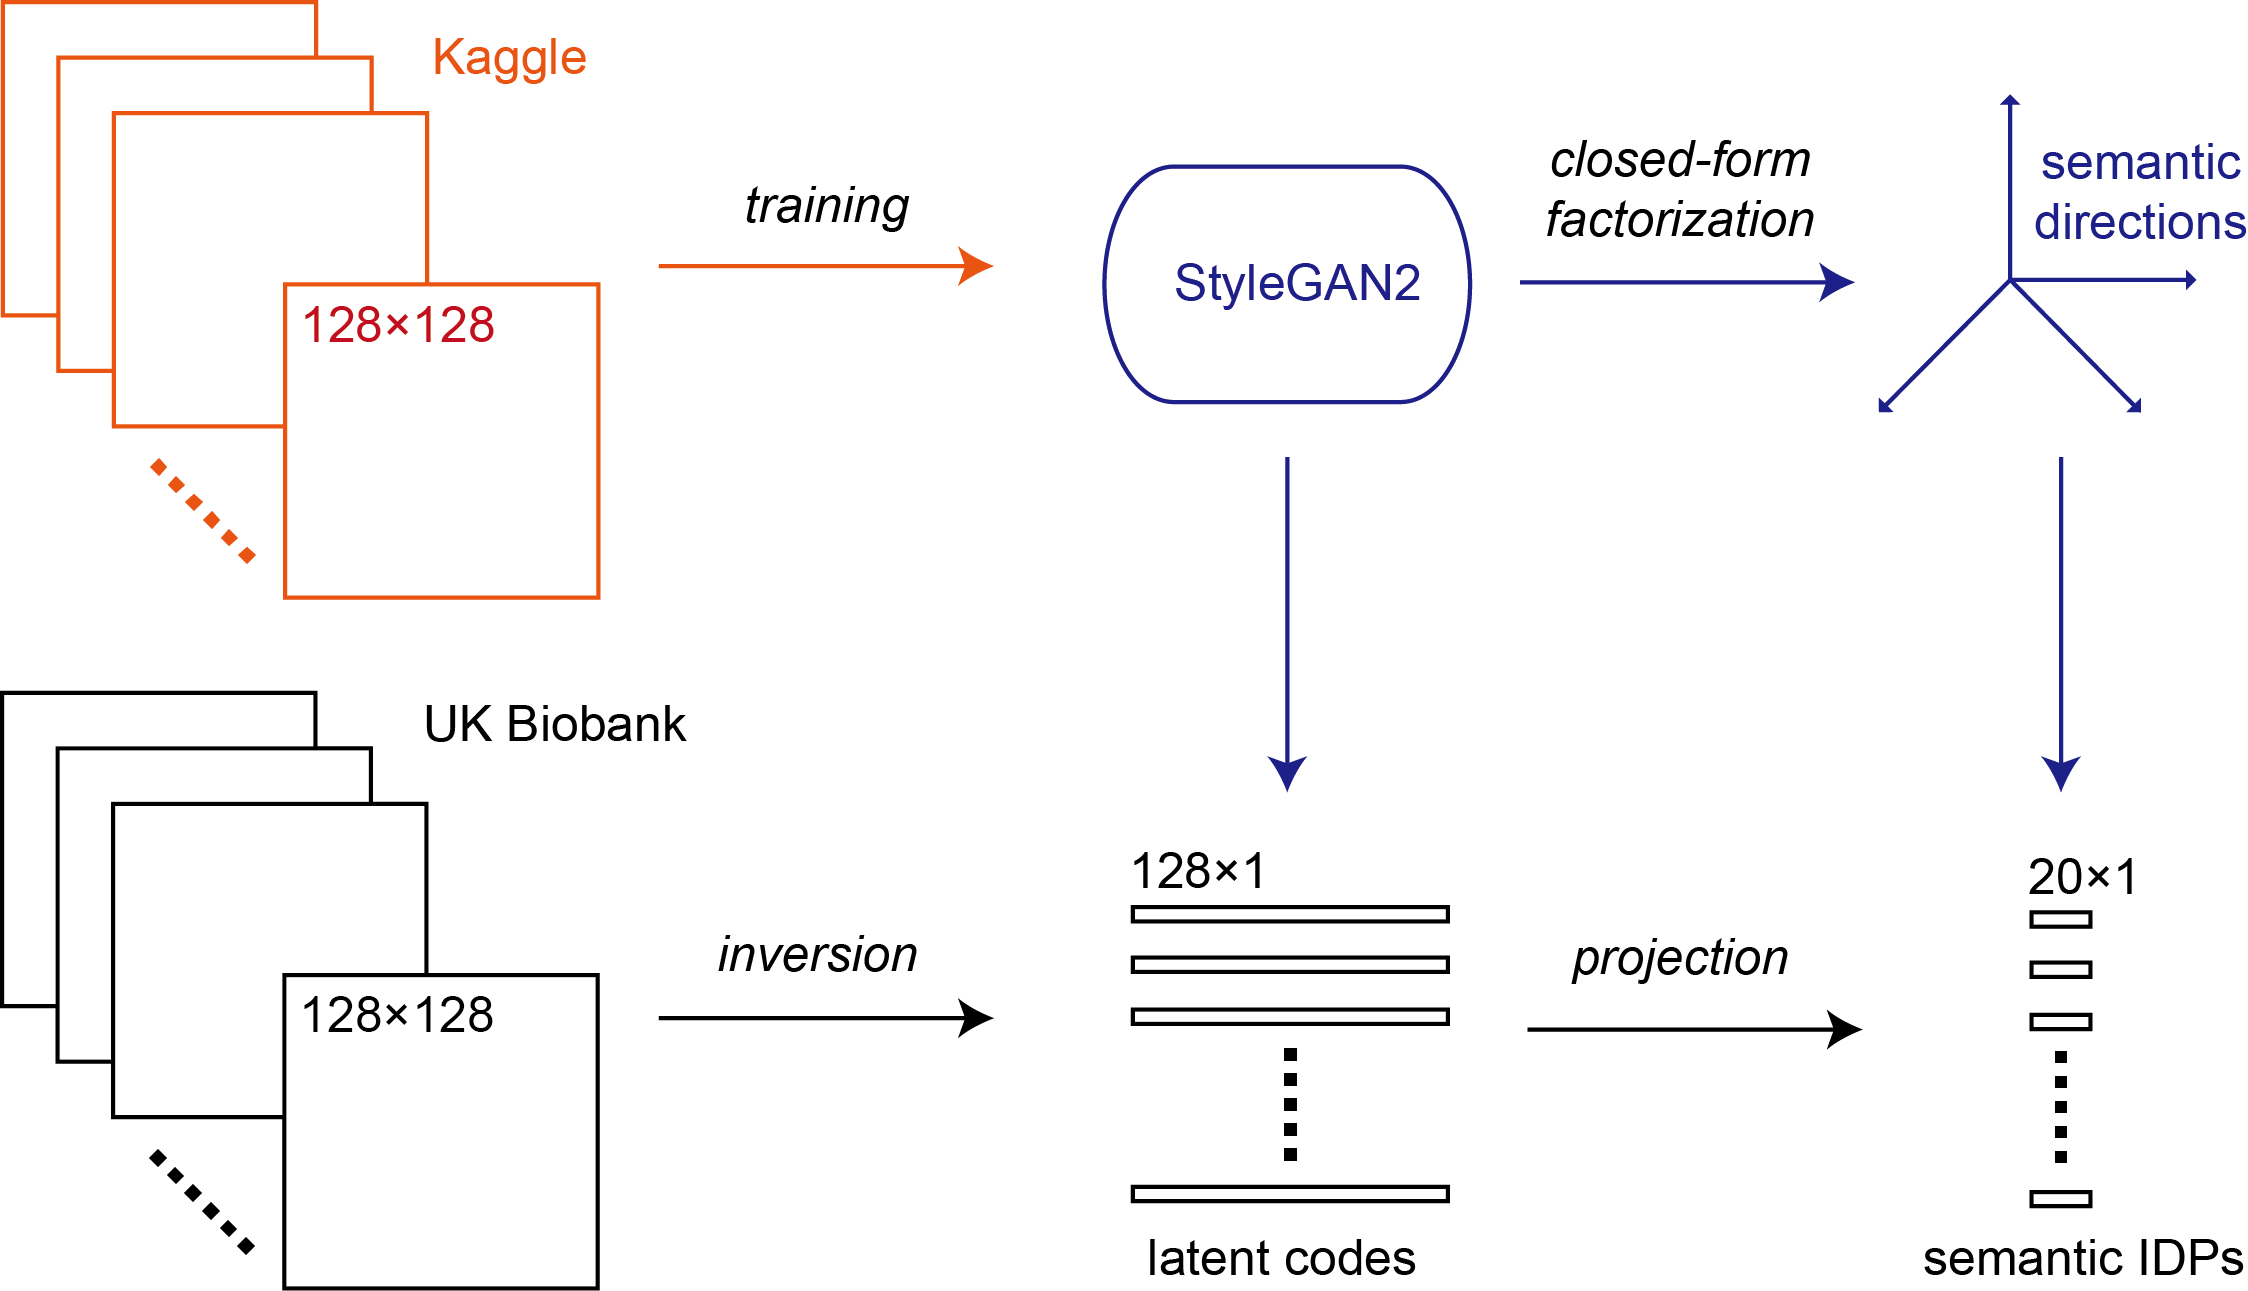 Kaggle
128×128
training
StyleGAN2
closed-form
factorization
semantic
directions
UK Biobank
128×128
inversion
128×1
latent codes
projection
20×1
semantic IDPs